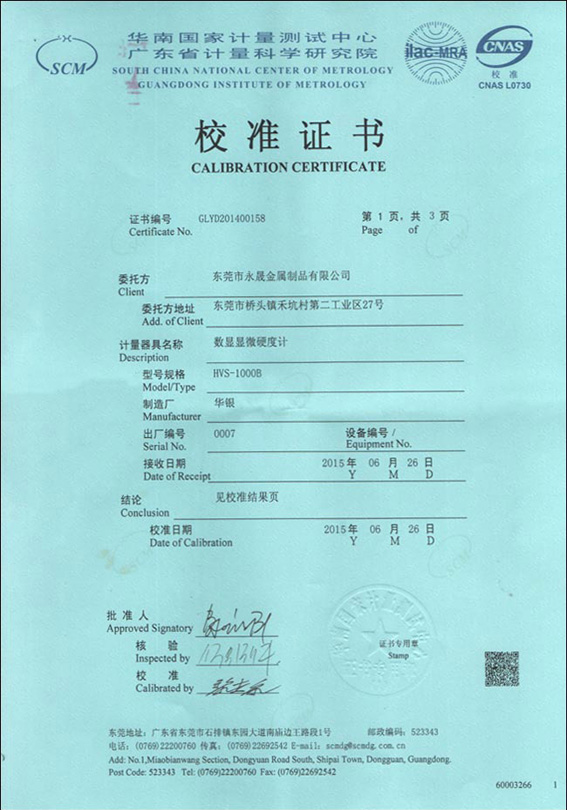 SCM
华南国家计量测试中心
广东省计量科学研究院
SOUTH CHINA NATIONAL CENTER OF METROLOGY
GUANGDONG INSTITUTE OF METROLOGY
ilac-MRA
CNAS
校 准
CNAS L0730
校准证书
CALIBRATION CERTIFICATE
证书编号 GLYD201400158 第 1 页，共 3 页
Certificate No. Page of
委托方 东莞市永晟金属制品有限公司
Client
委托方地址 东莞市桥头镇禾坑村第二工业区27号
Add. of Client
计量器具名称 数显显微硬度计
Description
型号规格 HVS-1000B
Model/Type
制造厂 华银
Manufacturer
出厂编号 0007 设备编号 /
Serial No. Equipment No.
接收日期 2015年 06 月 26 日
Date of Receipt Y M D
结论 见校准结果页
Conclusion
校准日期 2015年 06 月 26 日
Date of Calibration Y M D
批 准 人
Approved Signatory
核 验
Inspected by
校 准
Calibrated by
证书专用章
Stamp
东莞地址：广东省东莞市石排镇东园大道南庙边王路段1号 邮政编码：523343
电话：(0769)22200760 传真：(0769)22692542 E-mail：scmdg@scmdg.com.cn
Add: No.1,Miaobianwang Section, Dongyuan Road South, Shipai Town, Dongguan, Guangdong.
Post Code: 523343 Tel: (0769)22200760 Fax: (0769)22692542
60003266 1